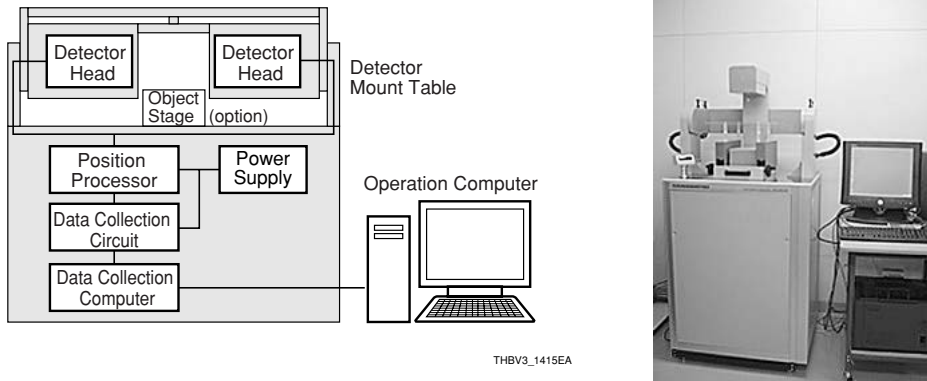 Detector
Head
Detector
Head
Detector
Mount Table
Object
Stage (option)
Position
Processor
Power
Supply
Operation Computer
Data Collection
Circuit
Data Collection
Computer
THBV3_1415EA